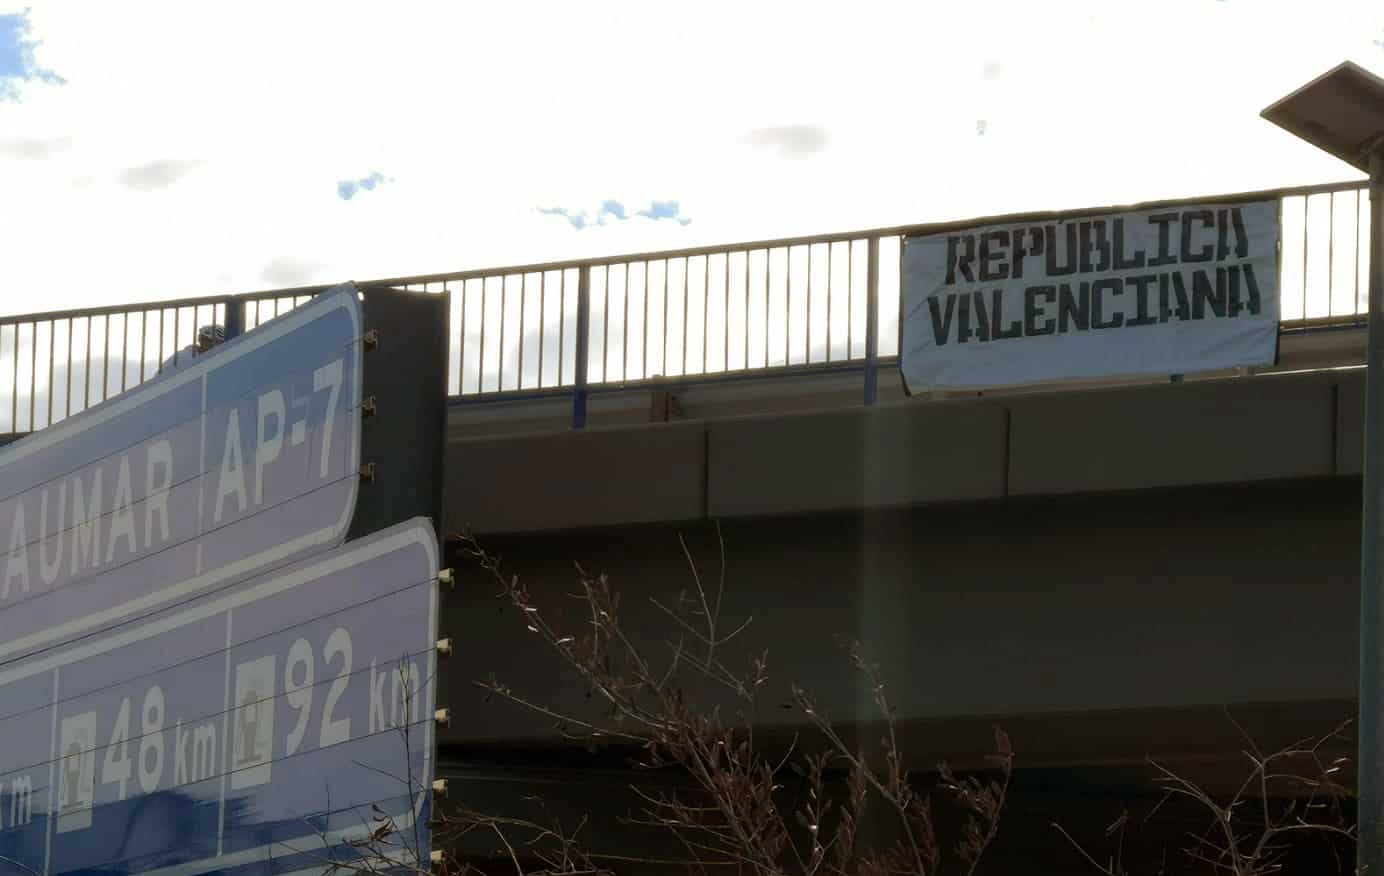 REPÚBLICA
VALENCIANA
AUMAR AP-7
48 km 92 km